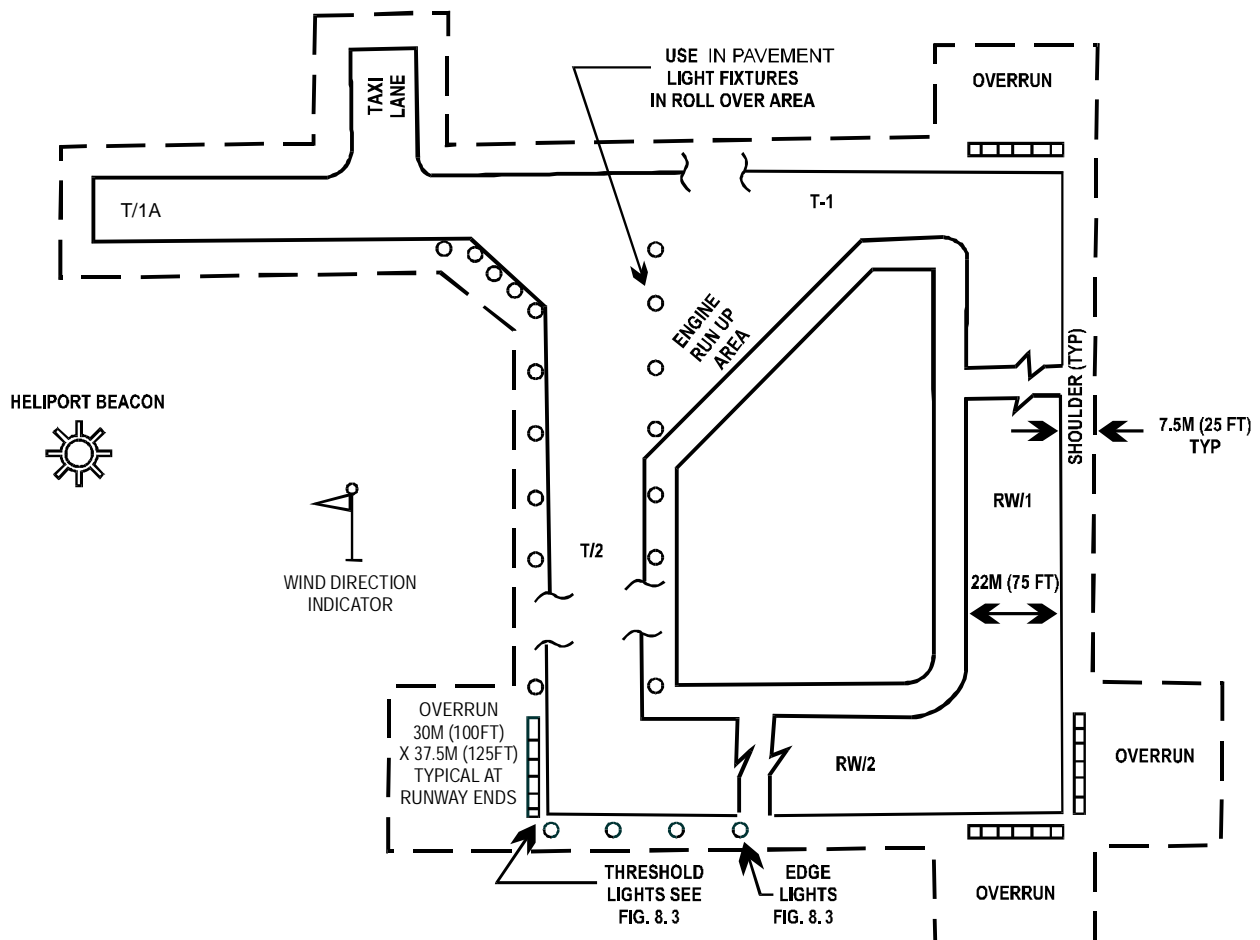 USE IN PAVEMENT
LIGHT FIXTURES
IN ROLL OVER AREA
OVERRUN
TAXI
LANE
T/1A
T-1
ENGINE
RUN UP
AREA
HELIPORT BEACON
SHOULDER (TYP)
7.5M (25 FT)
TYP
RW/1
WIND DIRECTION
INDICATOR
T/2
22M (75 FT)
OVERRUN
30M (100FT)
X 37.5M (125FT)
TYPICAL AT
RUNWAY ENDS
RW/2
OVERRUN
THRESHOLD
LIGHTS SEE
FIG. 8. 3
EDGE
LIGHTS
FIG. 8. 3
OVERRUN